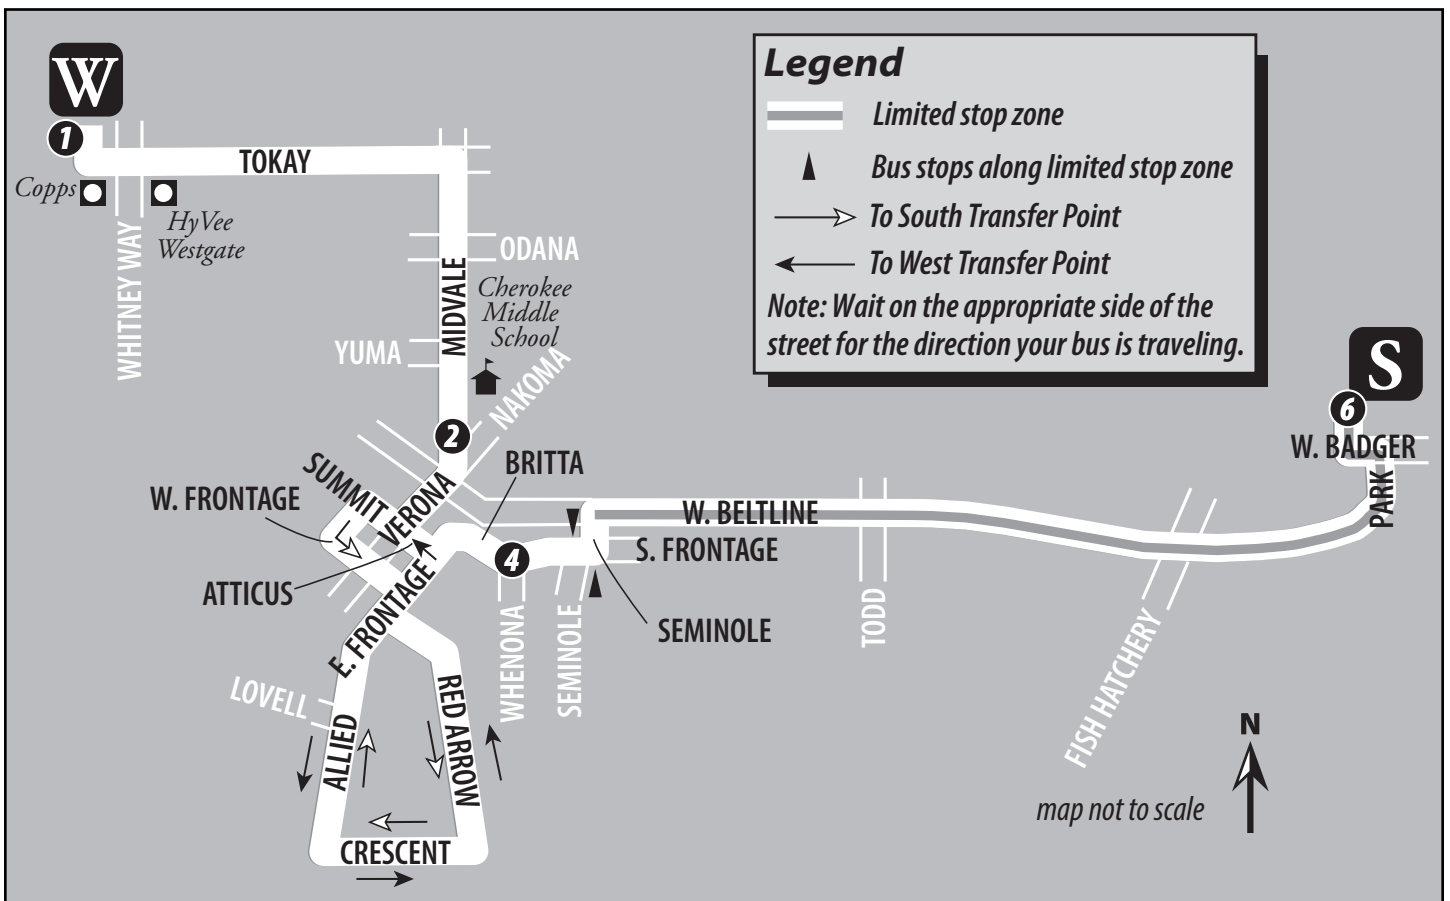 W
1
TOKAY
Copps
HyVee
Westgate
WHITNEY WAY
ODANA
MIDVALE
Cherokee
Middle
School
YUMA
NAKOMA
2
Legend
Limited stop zone
Bus stops along limited stop zone
To South Transfer Point
To West Transfer Point
Note: Wait on the appropriate side of the
street for the direction your bus is traveling.
S
6
W. BADGER
PARK
SUMMIT
VERONA
BRITTA
W. FRONTAGE
W. BELTLINE
4
S. FRONTAGE
ATTICUS
E. FRONTAGE
WHENONA
SEMINOLE
SEMINOLE
TODD
FISH HATCHERY
LOVELL
ALLIED
RED ARROW
CRESCENT
N
map not to scale